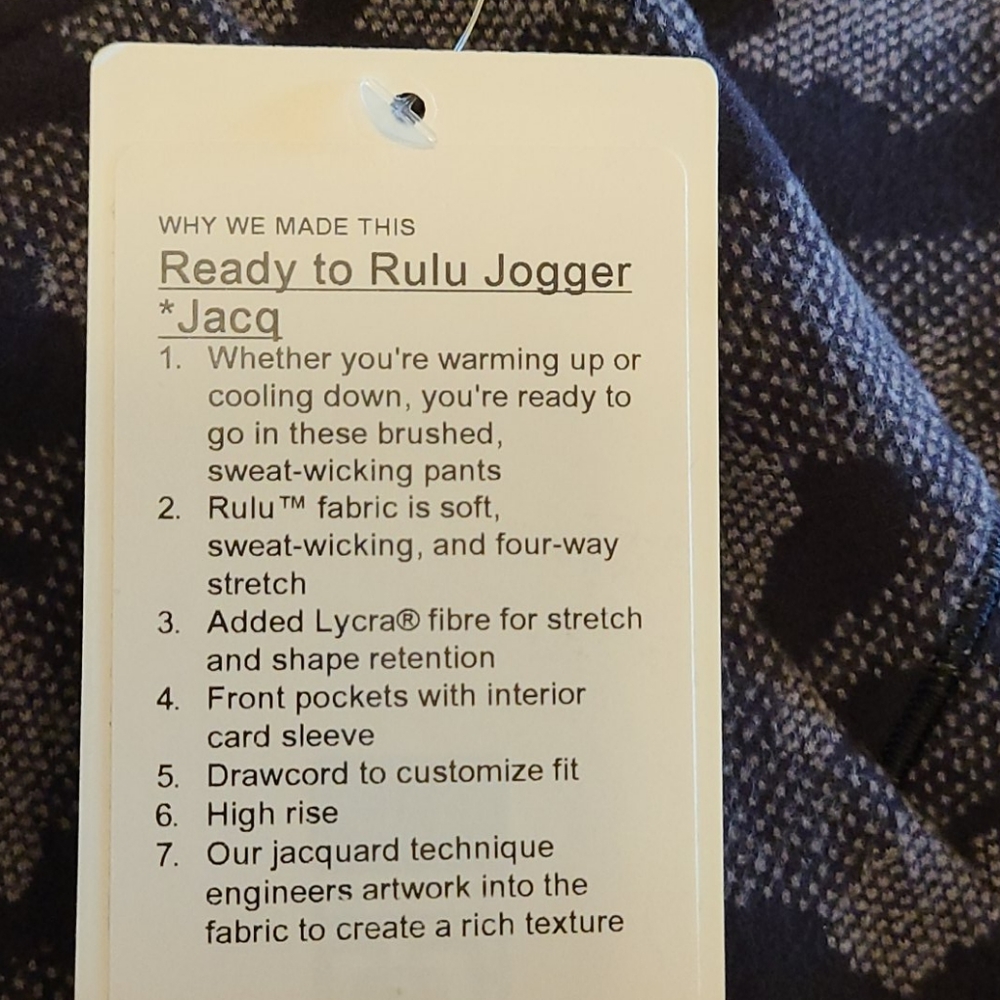 WHY WE MADE THIS
Ready to Rulu Jogger
*Jacq
1. Whether you're warming up or
cooling down, you're ready to
go in these brushed,
sweat-wicking pants
2. Rulu™ fabric is soft,
sweat-wicking, and four-way
stretch
3. Added Lycra® fibre for stretch
and shape retention
4. Front pockets with interior
card sleeve
5. Drawcord to customize fit
6. High rise
7. Our jacquard technique
engineers artwork into the
fabric to create a rich texture